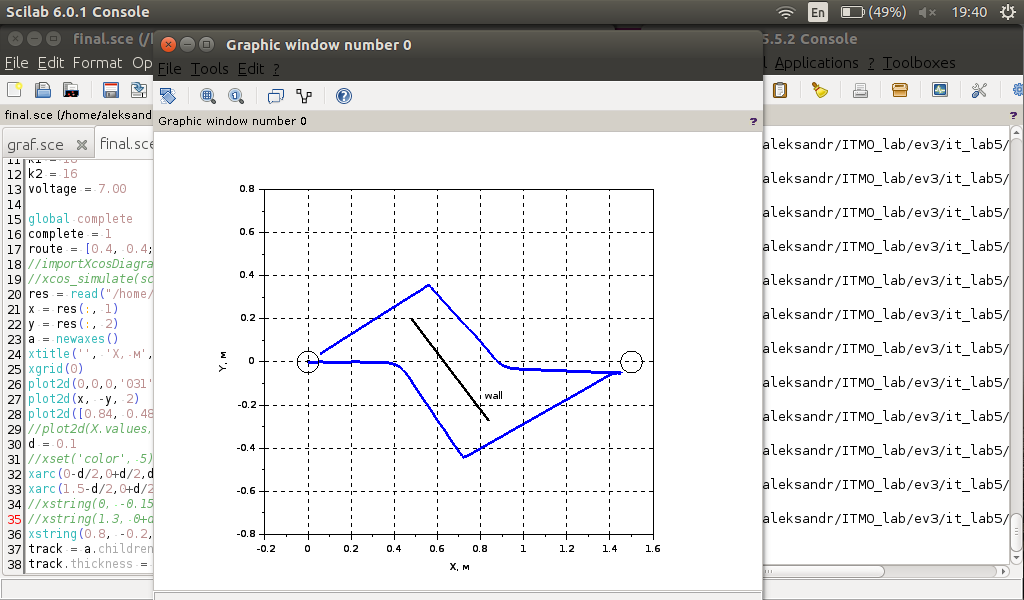 Scilab 6.0.1 Console
En
(49%)
19:40
final.sce (/
Graphic window number 0
5.5.2 Console
File Edit Format Op
File Tools Edit ?
Applications ? Toolboxes
final.sce (/home/aleksand
Graphic window number 0
?
?
graf.sce
final.sce
12 k2 = 16
13 voltage = 7.00
14
15 global complete
16 complete = 1
17 route = [0.4, 0.4;
18 //importXcosDiagra
19 //xcos_simulate(sc
20 res = read("/home/
21 x = res(:, 1)
22 y = res(:, 2)
23 a = newaxes()
24 xtitle('', 'X, м',
25 xgrid(0)
26 plot2d(0,0,0,'031'
27 plot2d(x, -y, 2)
28 plot2d([0.84, 0.48
29 //plot2d(X.values,
30 d = 0.1
31 //xset('color', 5)
32 xarc(0-d/2,0+d/2,d
33 xarc(1.5-d/2,0+d/2
34 //xstring(0, -0.15
35 //xstring(1.3, 0+d
36 xstring(0.8, -0.2,
37 track = a.children
38 track.thickness =
0.8
0.6
0.4
0.2
0
-0.2
-0.4
-0.6
-0.8
Y, м
wall
-0.2 0 0.2 0.4 0.6 0.8 1 1.2 1.4 1.6
X, м
aleksandr/ITMO_lab/ev3/it_lab5/
aleksandr/ITMO_lab/ev3/it_lab5/
aleksandr/ITMO_lab/ev3/it_lab5/
aleksandr/ITMO_lab/ev3/it_lab5/
aleksandr/ITMO_lab/ev3/it_lab5/
aleksandr/ITMO_lab/ev3/it_lab5/
aleksandr/ITMO_lab/ev3/it_lab5/
aleksandr/ITMO_lab/ev3/it_lab5/
aleksandr/ITMO_lab/ev3/it_lab5/
aleksandr/ITMO_lab/ev3/it_lab5/
aleksandr/ITMO_lab/ev3/it_lab5/
aleksandr/ITMO_lab/ev3/it_lab5/